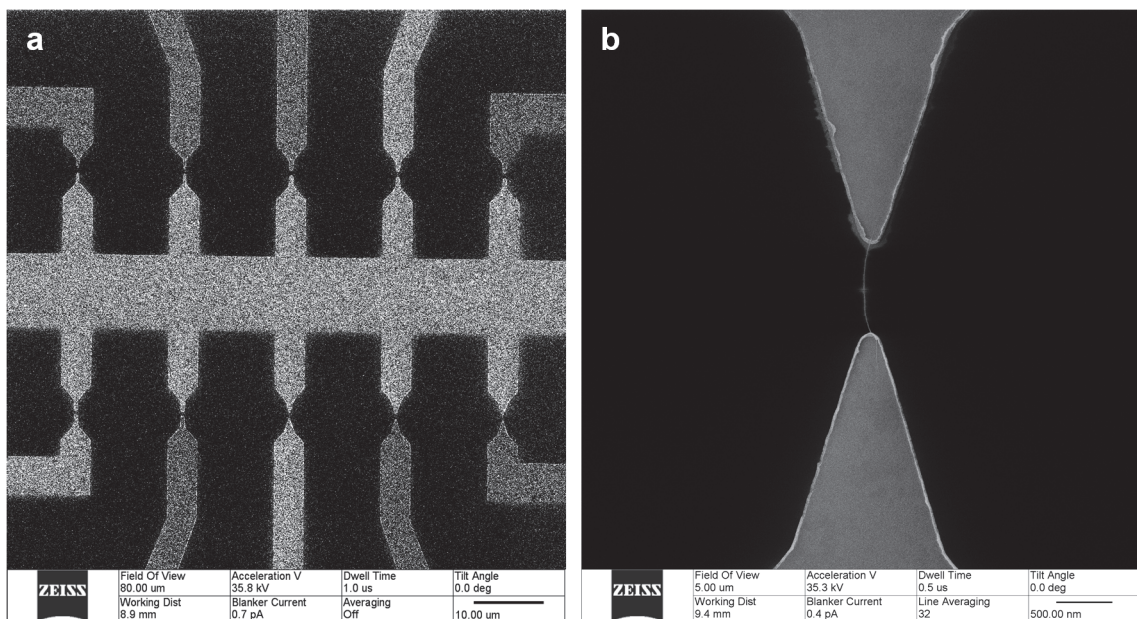 a
b
ZEISS
Field Of View
80.00 um
Acceleration V
35.8 kV
Dwell Time
1.0 us
Tilt Angle
0.0 deg
Working Dist
8.9 mm
Blanker Current
0.7 pA
Averaging
Off
10.00 um
ZEISS
Field Of View
5.00 um
Acceleration V
35.3 kV
Dwell Time
0.5 us
Tilt Angle
0.0 deg
Working Dist
9.4 mm
Blanker Current
0.4 pA
Line Averaging
32
500.00 nm